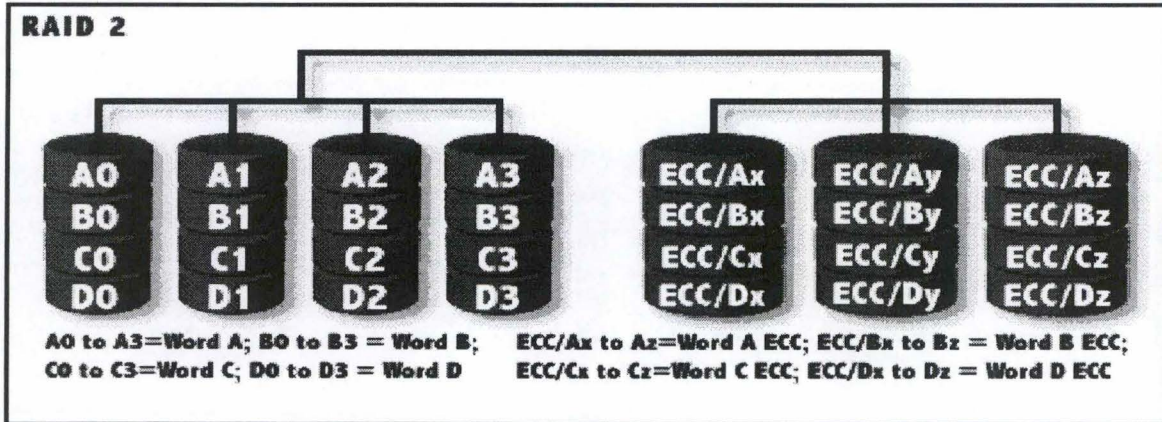 RAID 2
A0 A1 A2 A3 ECC/Ax ECC/Ay ECC/Az
B0 B1 B2 B3 ECC/Bx ECC/By ECC/Bz
C0 C1 C2 C3 ECC/Cx ECC/Cy ECC/Cz
D0 D1 D2 D3 ECC/Dx ECC/Dy ECC/Dz
A0 to A3=Word A; B0 to B3 = Word B;
C0 to C3=Word C; D0 to D3 = Word D
ECC/Ax to Az=Word A ECC; ECC/Bx to Bz = Word B ECC;
ECC/Cx to Cz=Word C ECC; ECC/Dx to Dz = Word D ECC